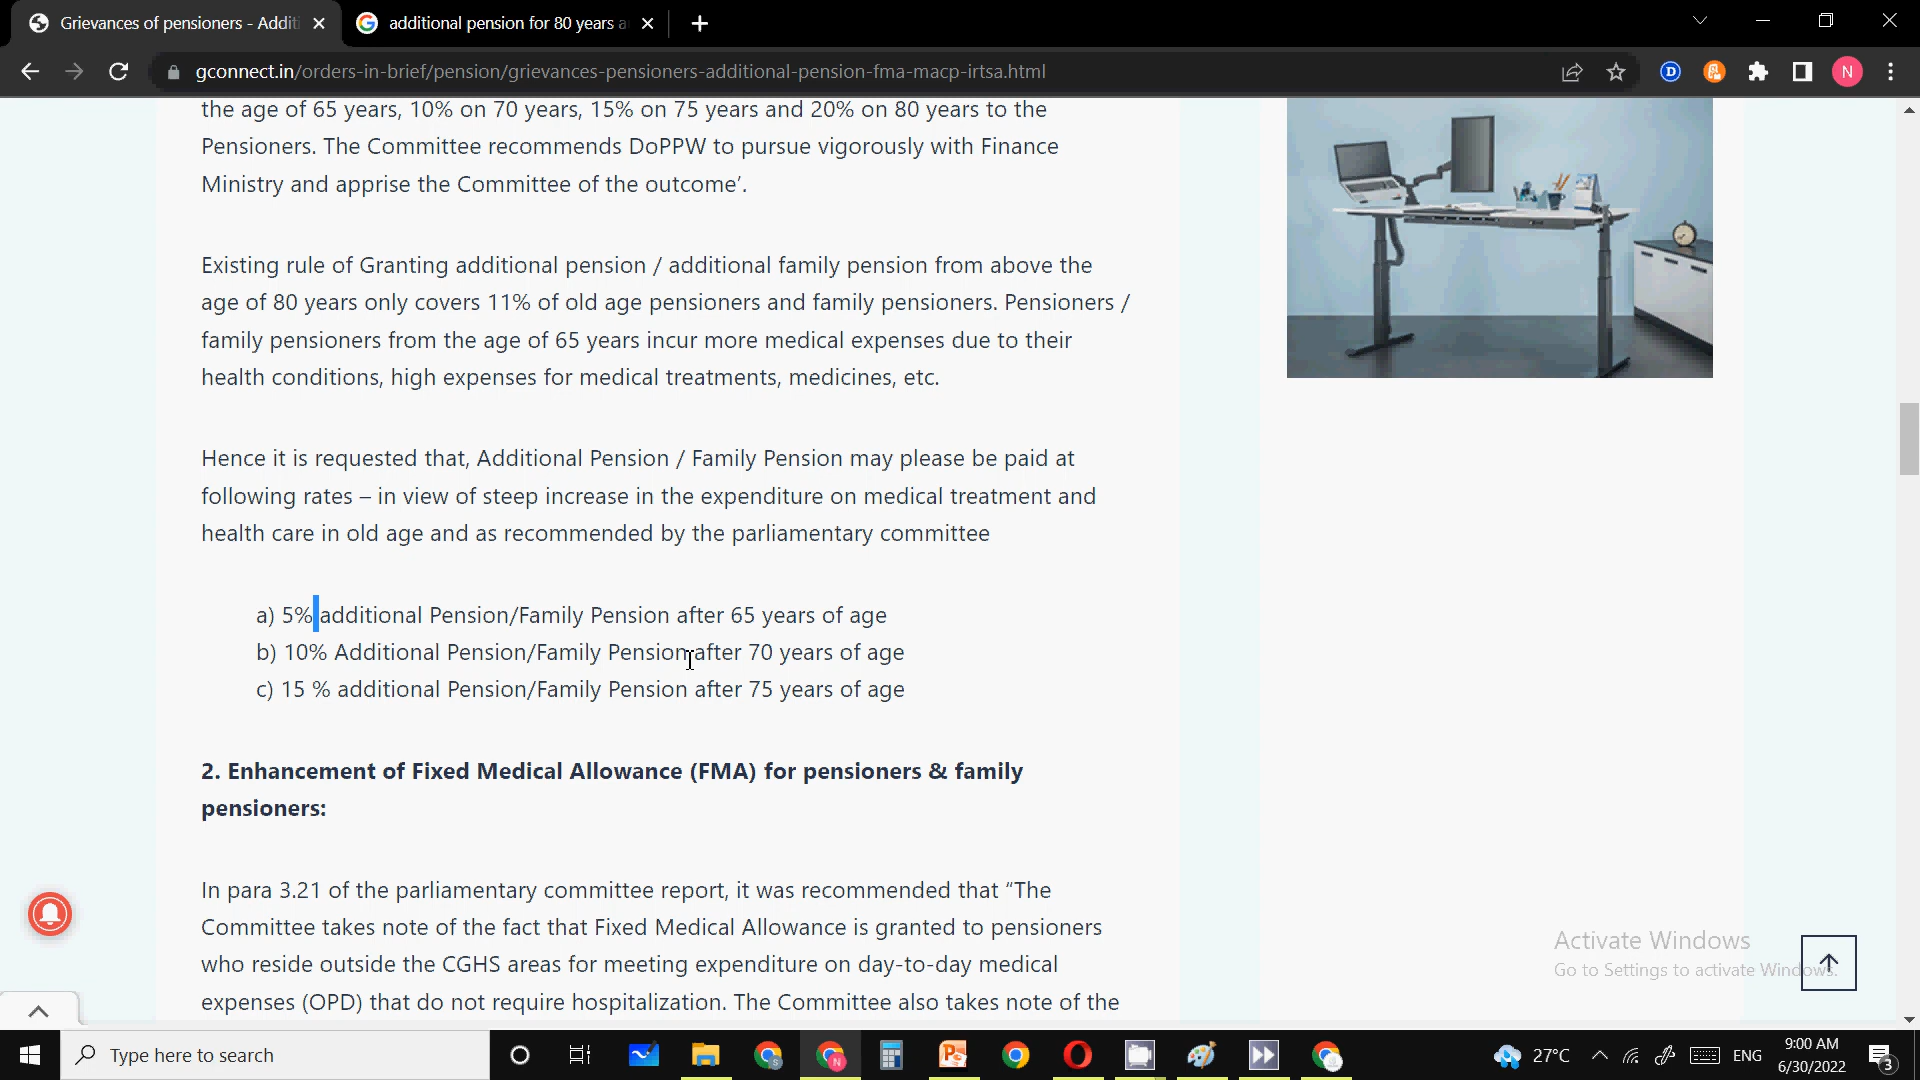 Grievances of pensioners - Additi
additional pension for 80 years a
gconnect.in/orders-in-brief/pension/grievances-pensioners-additional-pension-fma-macp-irtsa.html
D
N
the age of 65 years, 10% on 70 years, 15% on 75 years and 20% on 80 years to the
Pensioners. The Committee recommends DoPPW to pursue vigorously with Finance
Ministry and apprise the Committee of the outcome’.
Existing rule of Granting additional pension / additional family pension from above the
age of 80 years only covers 11% of old age pensioners and family pensioners. Pensioners /
family pensioners from the age of 65 years incur more medical expenses due to their
health conditions, high expenses for medical treatments, medicines, etc.
Hence it is requested that, Additional Pension / Family Pension may please be paid at
following rates – in view of steep increase in the expenditure on medical treatment and
health care in old age and as recommended by the parliamentary committee
a) 5% additional Pension/Family Pension after 65 years of age
b) 10% Additional Pension/Family Pension after 70 years of age
c) 15 % additional Pension/Family Pension after 75 years of age
2. Enhancement of Fixed Medical Allowance (FMA) for pensioners & family
pensioners:
In para 3.21 of the parliamentary committee report, it was recommended that “The
Committee takes note of the fact that Fixed Medical Allowance is granted to pensioners
who reside outside the CGHS areas for meeting expenditure on day-to-day medical
expenses (OPD) that do not require hospitalization. The Committee also takes note of the
Activate Windows
Go to Settings to activate Windows.
Type here to search
27°C
ENG
9:00 AM
6/30/2022
3